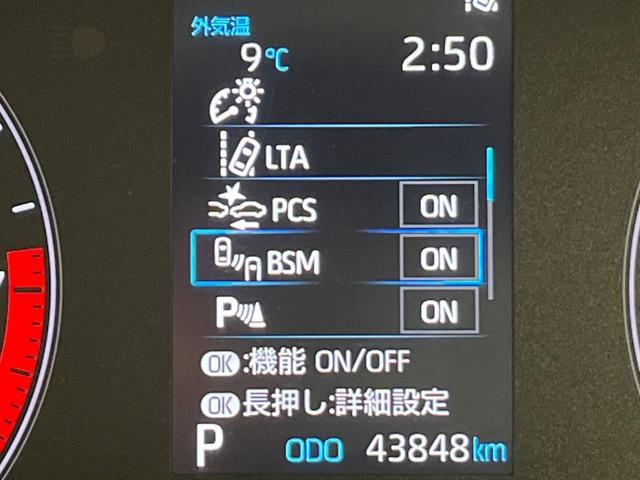 外気温
9℃ 2:50
LTA
PCS ON
BSM ON
P ON
OK:機能 ON/OFF
OK長押し:詳細設定
P ODO 43848km